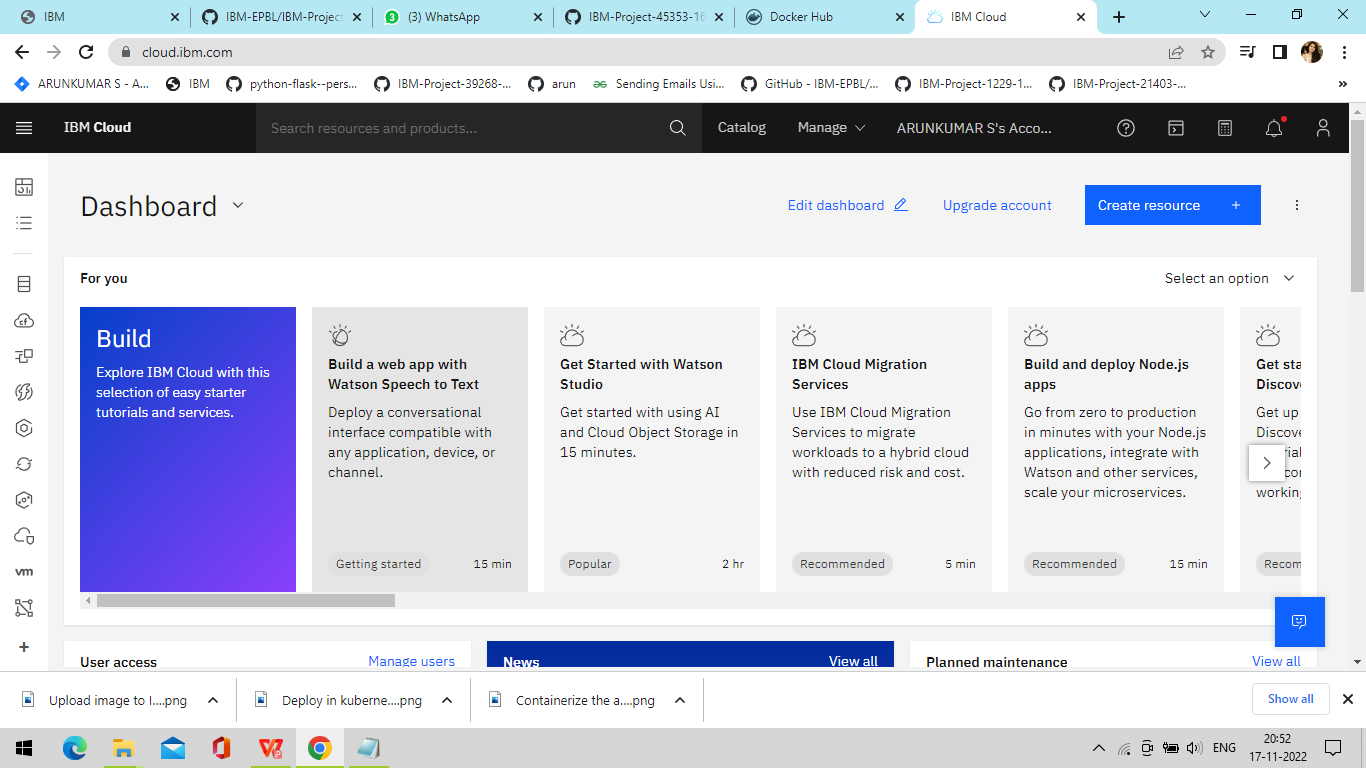 IBM
IBM-EPBL/IBM-Project
(3) WhatsApp
IBM-Project-45353-16
Docker Hub
IBM Cloud
cloud.ibm.com
ARUNKUMAR S - A...
IBM
python-flask--pers...
IBM-Project-39268-...
arun
Sending Emails Usi...
GitHub - IBM-EPBL/...
IBM-Project-1229-1...
IBM-Project-21403-...
IBM Cloud
Search resources and products...
Catalog
Manage
ARUNKUMAR S's Acco...
Dashboard
Edit dashboard
Upgrade account
Create resource +
For you
Select an option
Build
Explore IBM Cloud with this
selection of easy starter
tutorials and services.
Build a web app with
Watson Speech to Text
Deploy a conversational
interface compatible with
any application, device, or
channel.
Getting started
15 min
Get Started with Watson
Studio
Get started with using AI
and Cloud Object Storage in
15 minutes.
Popular
2 hr
IBM Cloud Migration
Services
Use IBM Cloud Migration
Services to migrate
workloads to a hybrid cloud
with reduced risk and cost.
Recommended
5 min
Build and deploy Node.js
apps
Go from zero to production
in minutes with your Node.js
applications, integrate with
Watson and other services,
scale your microservices.
Recommended
15 min
Get sta
Discove
Get up
Discove
working
Recom
cf
vm
User access
Manage users
News
View all
Planned maintenance
View all
Upload image to I....png
Deploy in kuberne....png
Containerize the a....png
Show all
ENG
20:52
17-11-2022